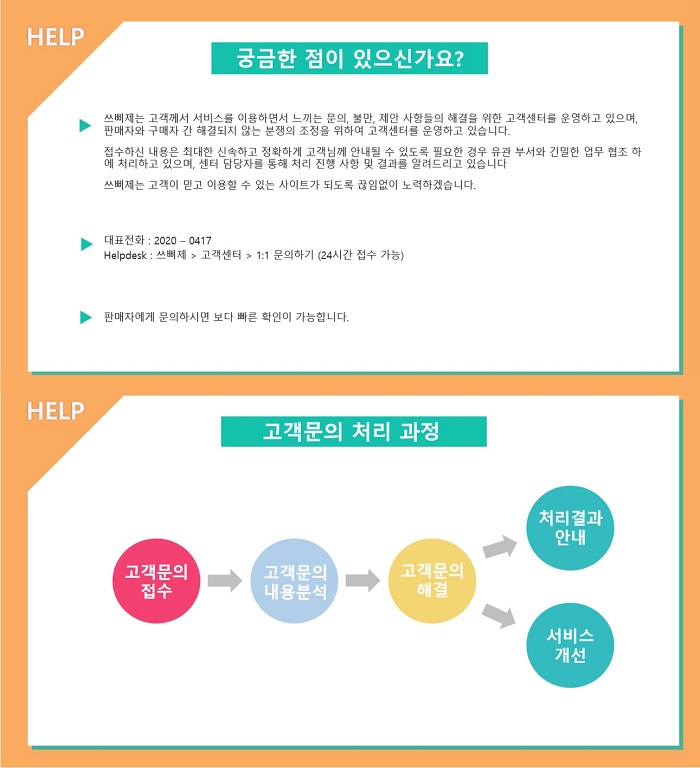 HELP
궁금한 점이 있으신가요?
쓰삐제는 고객께서 서비스를 이용하면서 느끼는 문의, 불만, 제안 사항들의 해결을 위한 고객센터를 운영하고 있으며,
판매자와 구매자 간 해결되지 않는 분쟁의 조정을 위하여 고객센터를 운영하고 있습니다.
접수하신 내용은 최대한 신속하고 정확하게 고객님께 안내될 수 있도록 필요한 경우 유관 부서와 긴밀한 업무 협조 하
에 처리하고 있으며, 센터 담당자를 통해 처리 진행 사항 및 결과를 알려드리고 있습니다
쓰삐제는 고객이 믿고 이용할 수 있는 사이트가 되도록 끊임없이 노력하겠습니다.
대표전화 : 2020 – 0417
Helpdesk : 쓰삐제 > 고객센터 > 1:1 문의하기 (24시간 접수 가능)
판매자에게 문의하시면 보다 빠른 확인이 가능합니다.
HELP
고객문의 처리 과정
고객문의
접수
고객문의
내용분석
고객문의
해결
처리결과
안내
서비스
개선